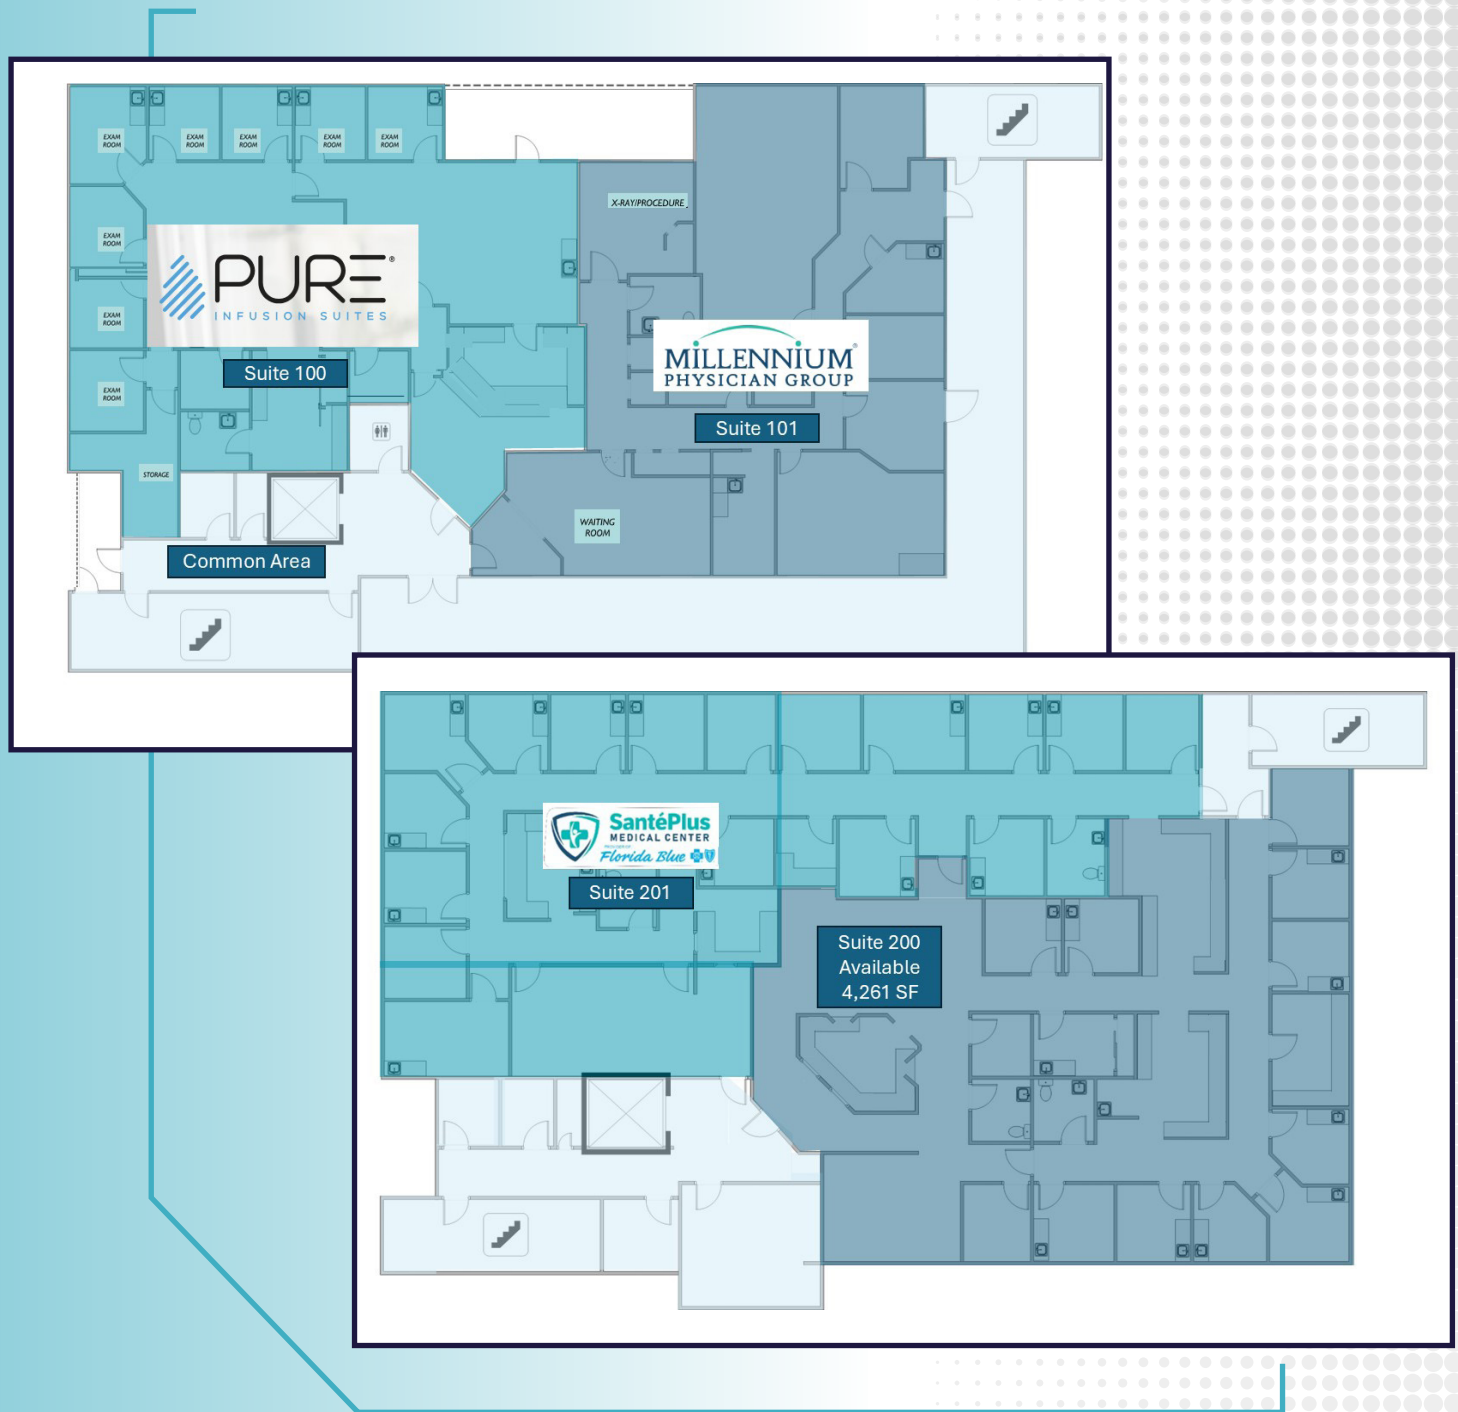 EXAM
ROOM
EXAM
ROOM
EXAM
ROOM
EXAM
ROOM
EXAM
ROOM
X-RAY/PROCEDURE
EXAM
ROOM
PURE®
INFUSION SUITES
EXAM
ROOM
MiLLENNiUM®
PHYSICIAN GROUP
Suite 100
EXAM
ROOM
Suite 101
STORAGE
WAITING
ROOM
Common Area
SantéPlus
MEDICAL CENTER
Florida Blue
Suite 201
Suite 200
Available
4,261 SF